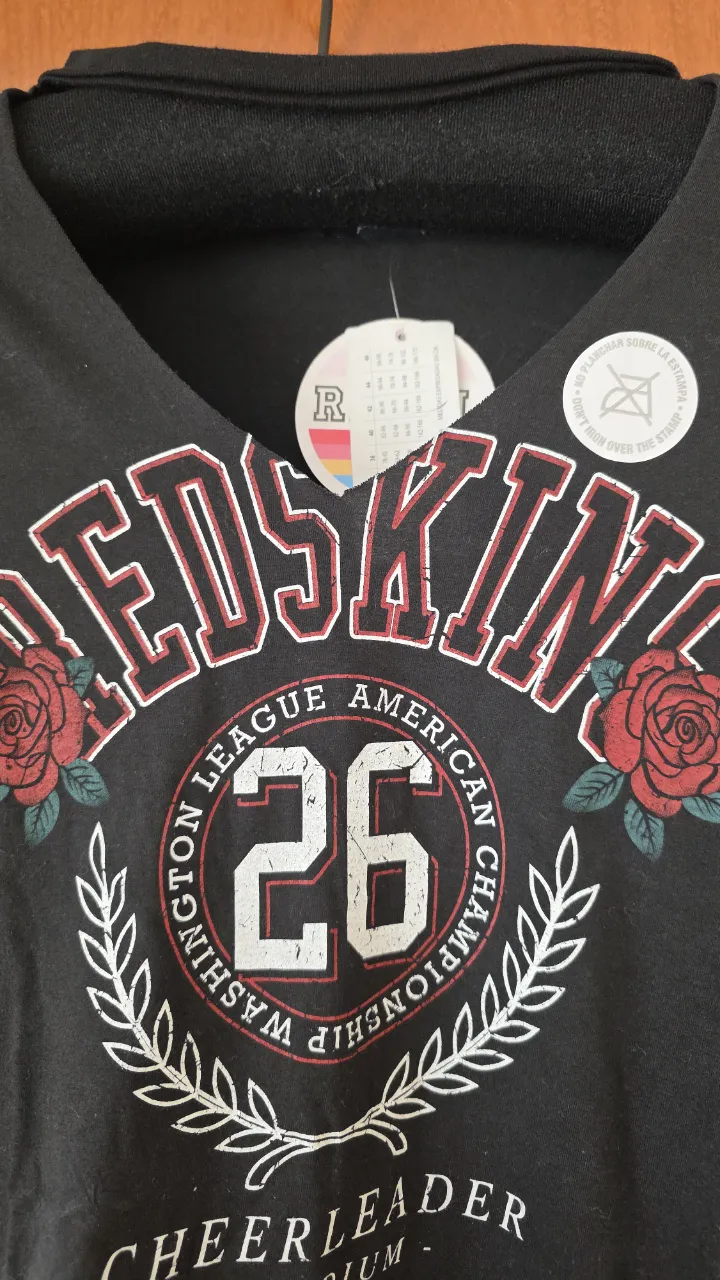 R
NO PLANCHAR SOBRE LA ESTAMPA
DON'T IRON OVER THE STAMP
REDSKINS
WASHINGTON LEAGUE AMERICAN CHAMPIONSHIP
26
CHEERLEADER